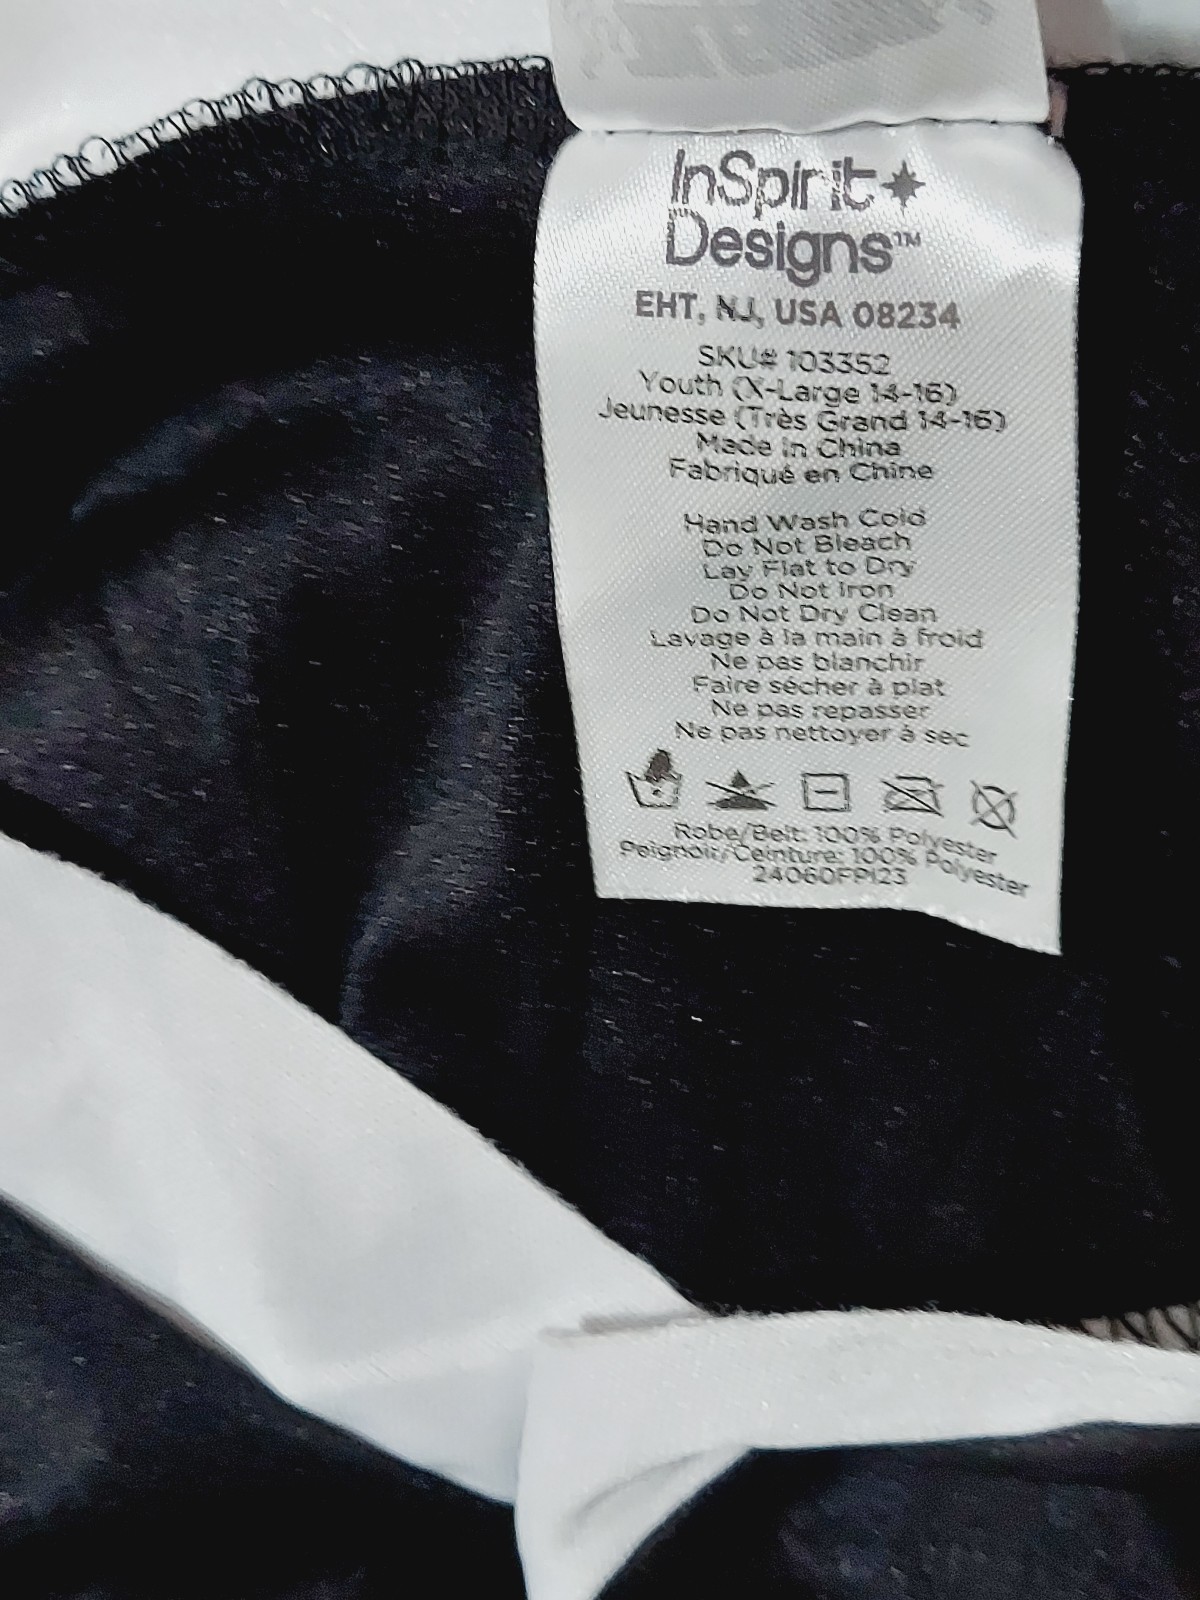 InSpirit
Designs™
EHT, NJ, USA 08234
SKU# 103352
Youth (X-Large 14-16)
Jeunesse (Très Grand 14-16)
Made in China
Fabriqué en Chine
Hand Wash Cold
Do Not Bleach
Lay Flat to Dry
Do Not Iron
Do Not Dry Clean
Lavage à la main à froid
Ne pas blanchir
Faire sécher à plat
Ne pas repasser
Ne pas nettoyer à sec
Robe/Belt: 100% Polyester
Peignoir/Ceinture: 100% Polyester
24060FPI23